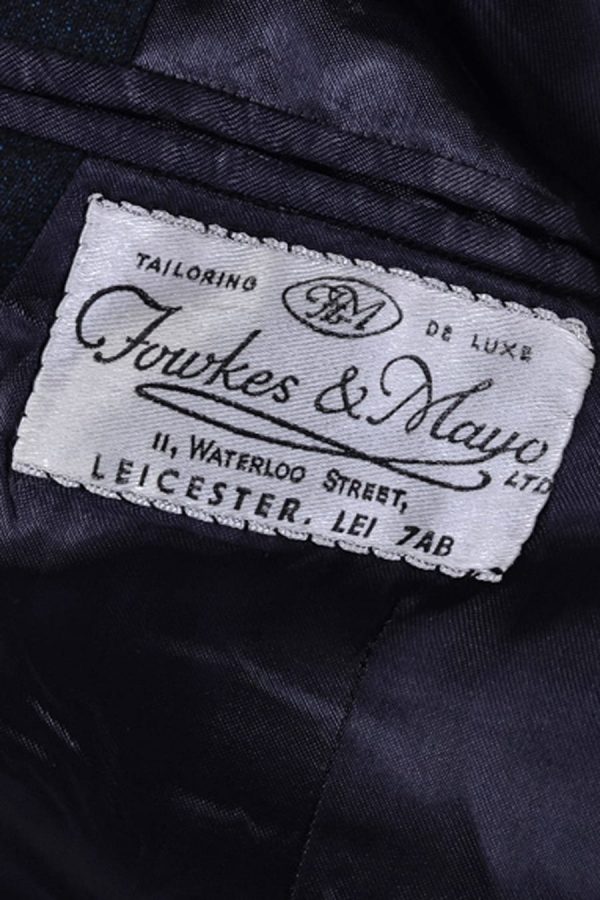 TAILORING F&M DE LUXE
Fowkes & Mayo LTD
11, WATERLOO STREET,
LEICESTER. LE1 7AB